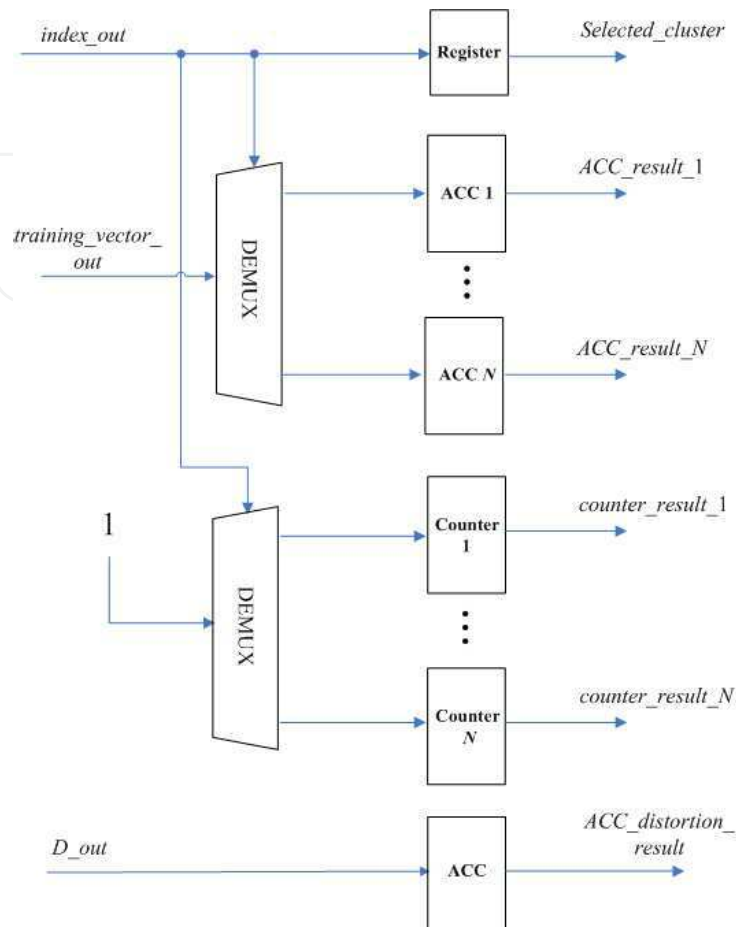 index_out
Register
Selected_cluster
DEMUX
ACC 1
ACC_result_1
training_vector_
out
ACC N
ACC_result_N
1
DEMUX
Counter
1
counter_result_1
Counter
N
counter_result_N
D_out
ACC
ACC_distortion_
result